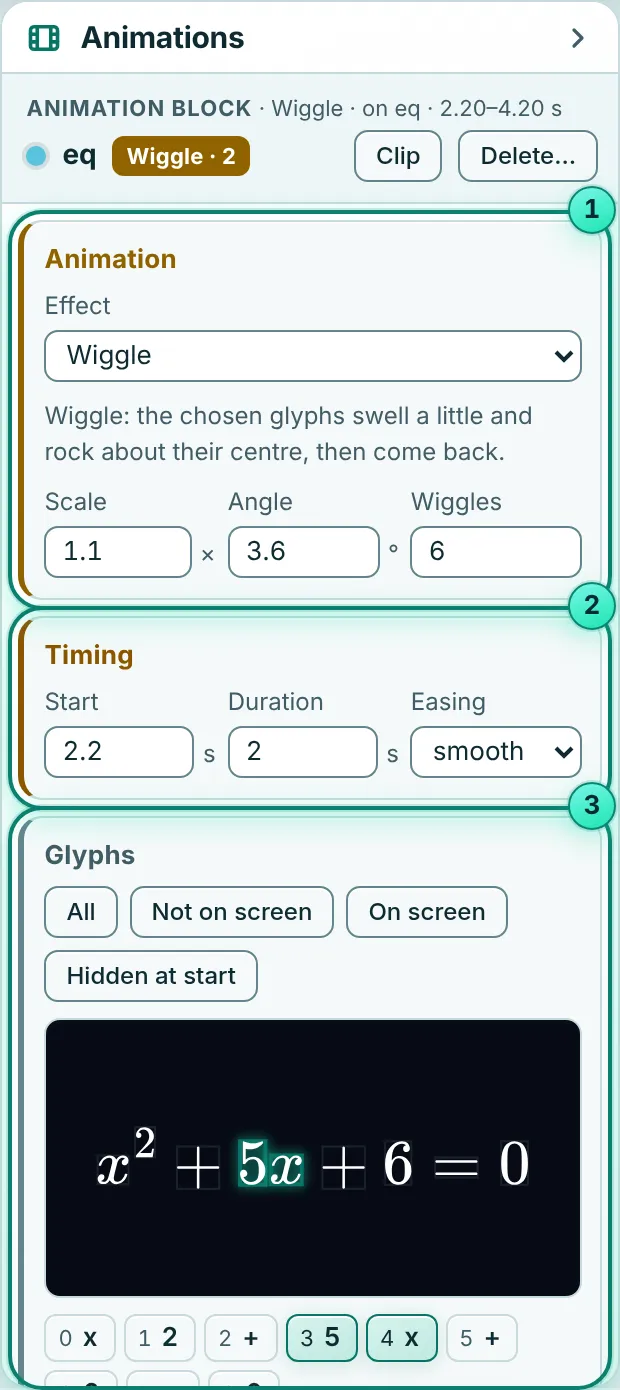 Animations
ANIMATION BLOCK · Wiggle · on eq · 2.20–4.20 s
eq Wiggle · 2 Clip Delete...
1
Animation
Effect
Wiggle
Wiggle: the chosen glyphs swell a little and
rock about their centre, then come back.
Scale Angle Wiggles
1.1 × 3.6 ° 6
2
Timing
Start Duration Easing
2.2 s 2 s smooth
3
Glyphs
All Not on screen On screen
Hidden at start
x² + 5x + 6 = 0
0 x 1 2 2 + 3 5 4 x 5 +